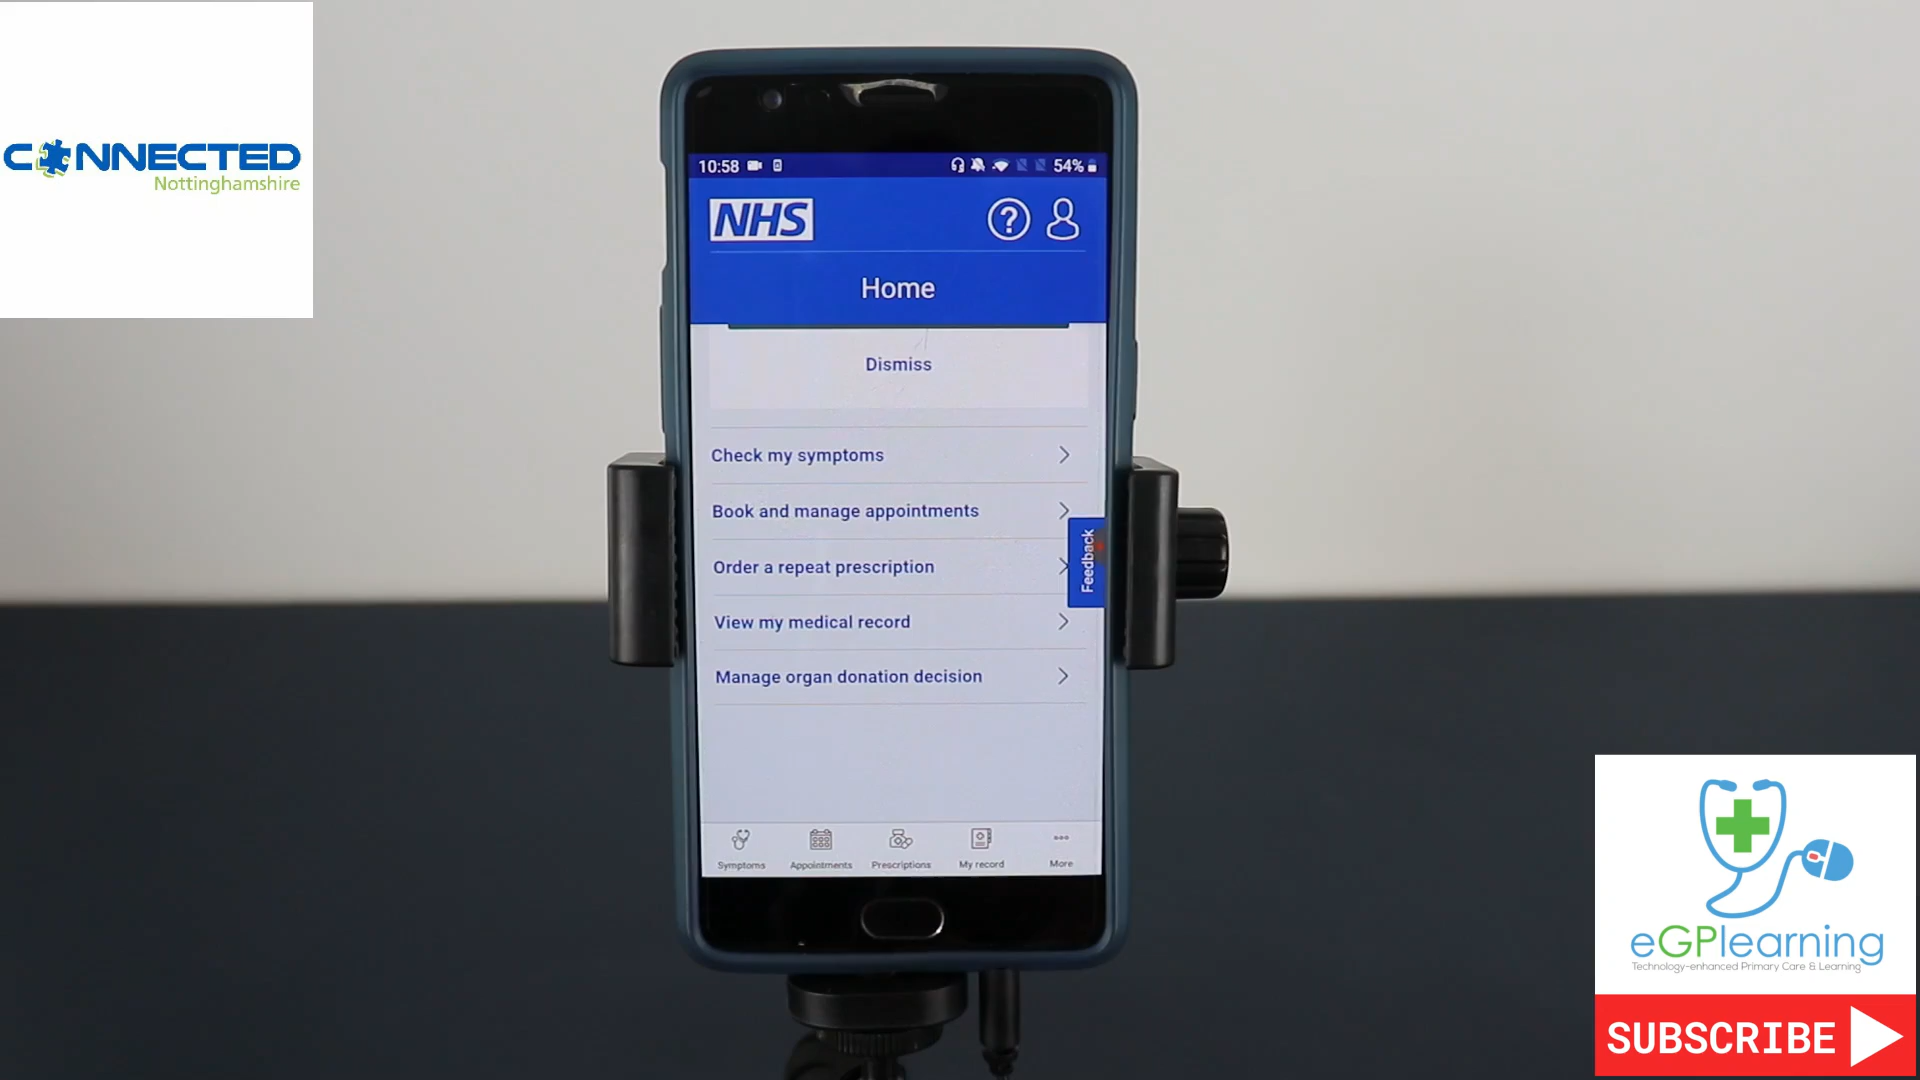 CONNECTED
Nottinghamshire
10:58
54%
NHS
?
Home
Dismiss
Check my symptoms
Book and manage appointments
Order a repeat prescription
Feedback
View my medical record
Manage organ donation decision
Symptoms
Appointments
Prescriptions
My record
More
eGPlearning
Technology-enhanced Primary Care & Learning
SUBSCRIBE